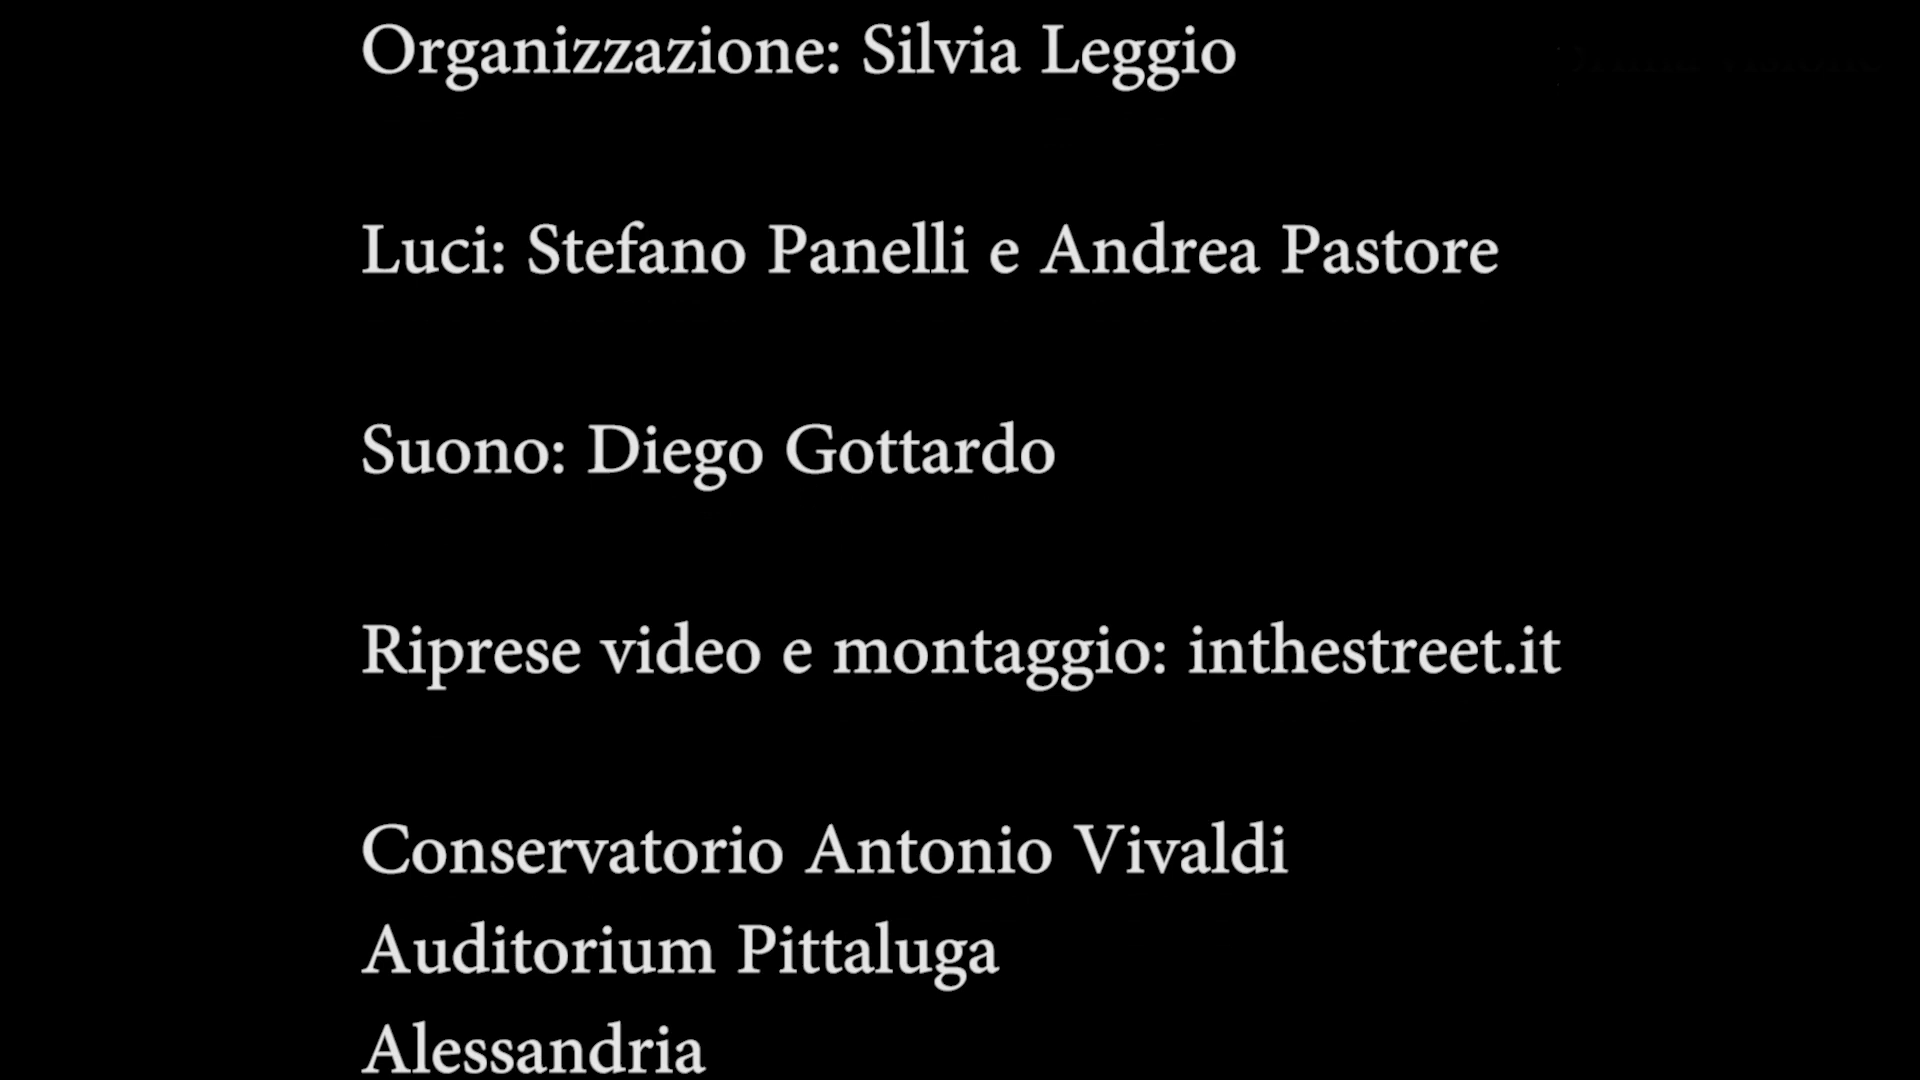 Organizzazione: Silvia Leggio
Luci: Stefano Panelli e Andrea Pastore
Suono: Diego Gottardo
Riprese video e montaggio: inthestreet.it
Conservatorio Antonio Vivaldi
Auditorium Pittaluga
Alessandria